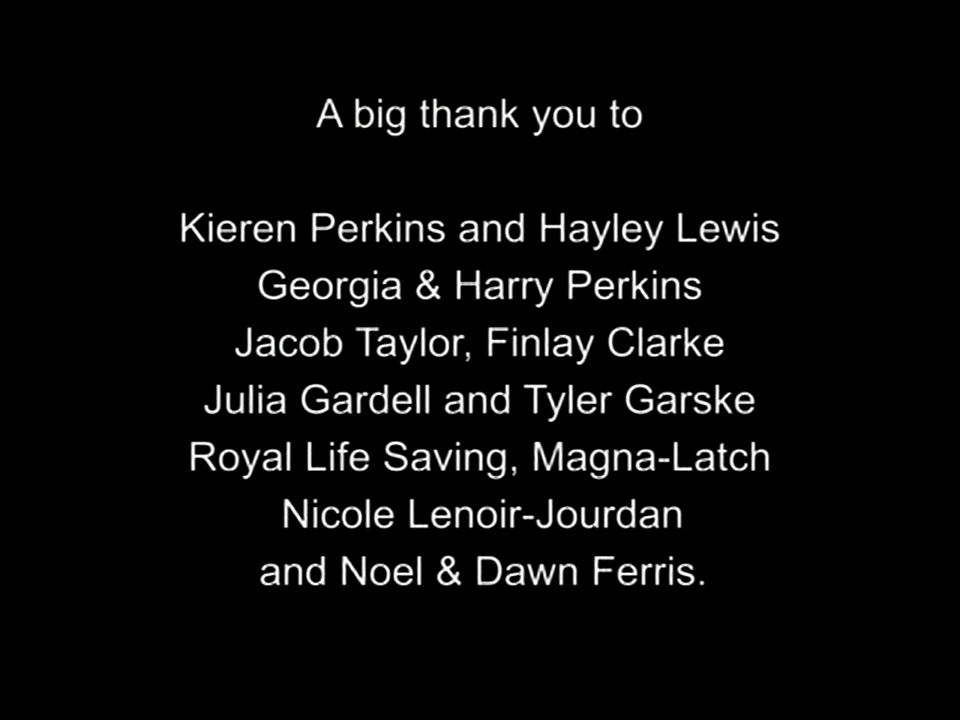 A big thank you to
Kieren Perkins and Hayley Lewis
Georgia & Harry Perkins
Jacob Taylor, Finlay Clarke
Julia Gardell and Tyler Garske
Royal Life Saving, Magna-Latch
Nicole Lenoir-Jourdan
and Noel & Dawn Ferris.